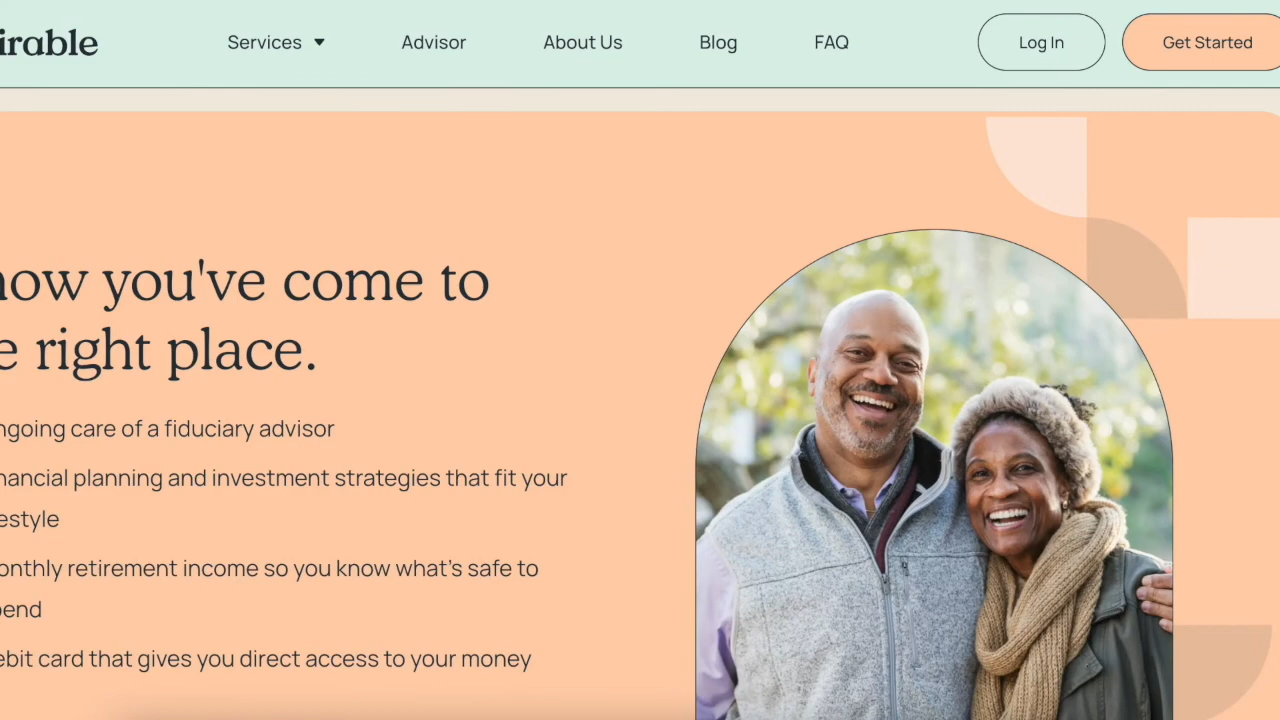 irable
Services
Advisor
About Us
Blog
FAQ
Log In
Get Started
now you've come to
e right place.
ngoing care of a fiduciary advisor
nancial planning and investment strategies that fit your
estyle
onthly retirement income so you know what's safe to
pend
ebit card that gives you direct access to your money